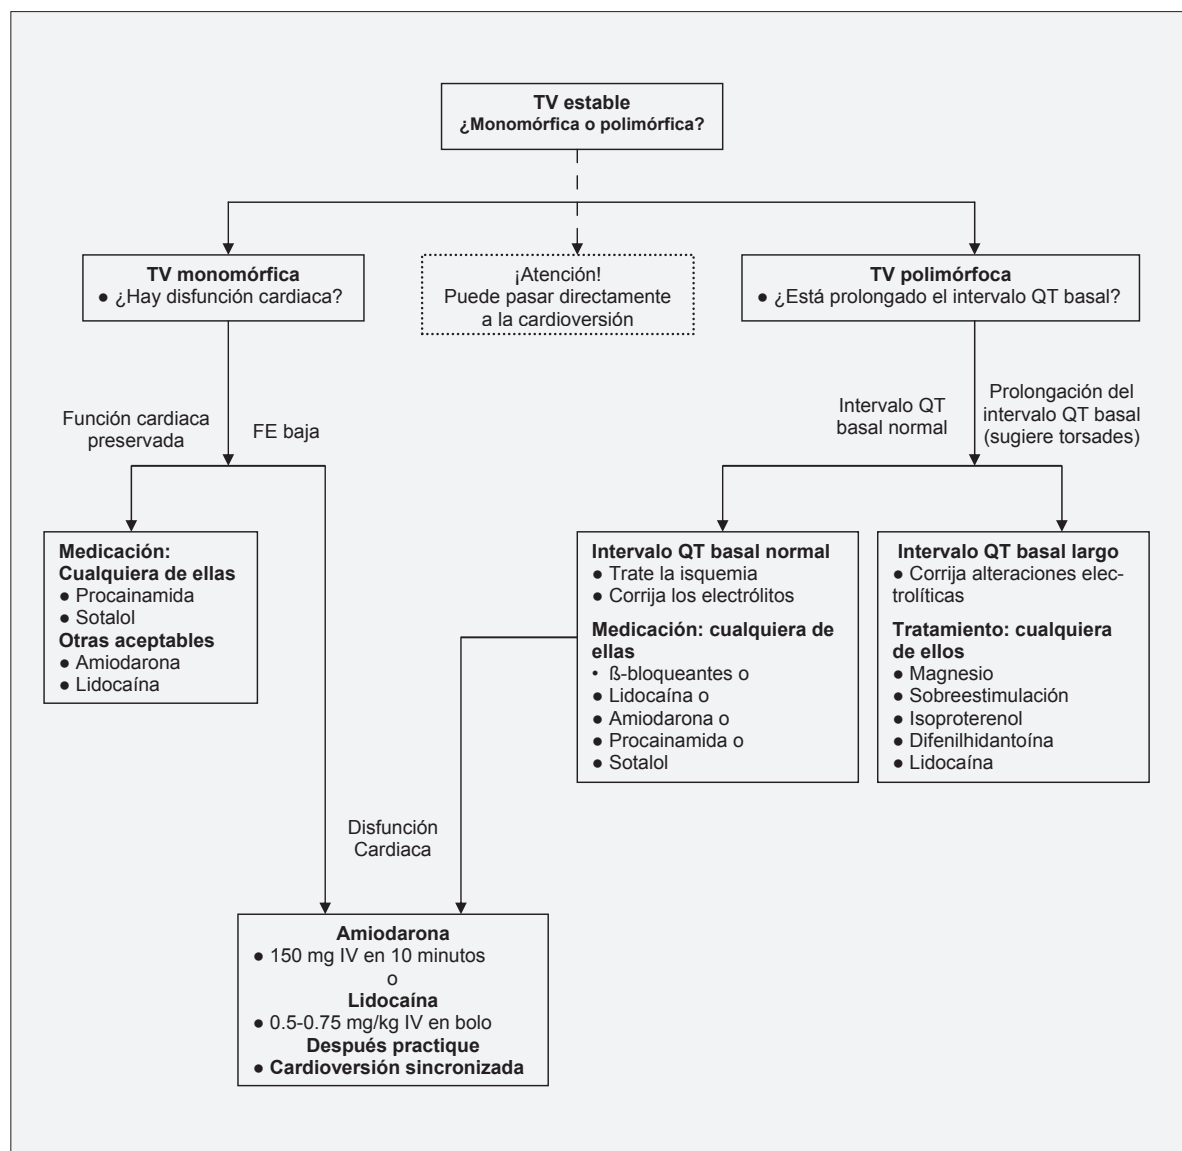 TV estable
¿Monomórfica o polimórfica?
TV monomórfica
● ¿Hay disfunción cardiaca?
¡Atención!
Puede pasar directamente
a la cardioversión
TV polimórfoca
● ¿Está prolongado el intervalo QT basal?
Función cardiaca
preservada
FE baja
Intervalo QT
basal normal
Prolongación del
intervalo QT basal
(sugiere torsades)
Medicación:
Cualquiera de ellas
● Procainamida
● Sotalol
Otras aceptables
● Amiodarona
● Lidocaína
Intervalo QT basal normal
● Trate la isquemia
● Corrija los electrólitos
Medicación: cualquiera de
ellas
• ß-bloqueantes o
● Lidocaína o
● Amiodarona o
● Procainamida o
● Sotalol
Intervalo QT basal largo
● Corrija alteraciones elec-
trolíticas
Tratamiento: cualquiera
de ellos
● Magnesio
● Sobreestimulación
● Isoproterenol
● Difenilhidantoína
● Lidocaína
Disfunción
Cardiaca
Amiodarona
● 150 mg IV en 10 minutos
o
Lidocaína
● 0.5-0.75 mg/kg IV en bolo
Después practique
● Cardioversión sincronizada